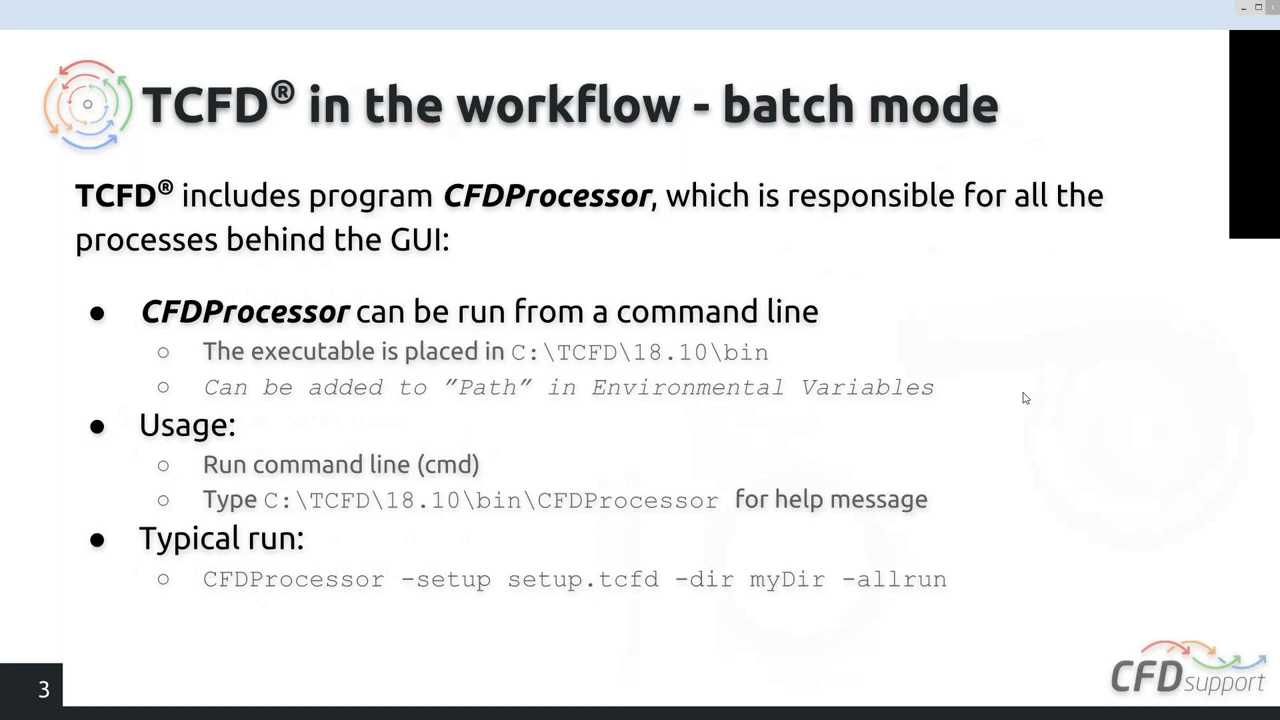 TCFD® in the workflow - batch mode
TCFD® includes program CFDProcessor, which is responsible for all the
processes behind the GUI:
● CFDProcessor can be run from a command line
○ The executable is placed in C:\TCFD\18.10\bin
○ Can be added to ”Path” in Environmental Variables
● Usage:
○ Run command line (cmd)
○ Type C:\TCFD\18.10\bin\CFDProcessor for help message
● Typical run:
○ CFDProcessor -setup setup.tcfd -dir myDir -allrun
3
CFDsupport